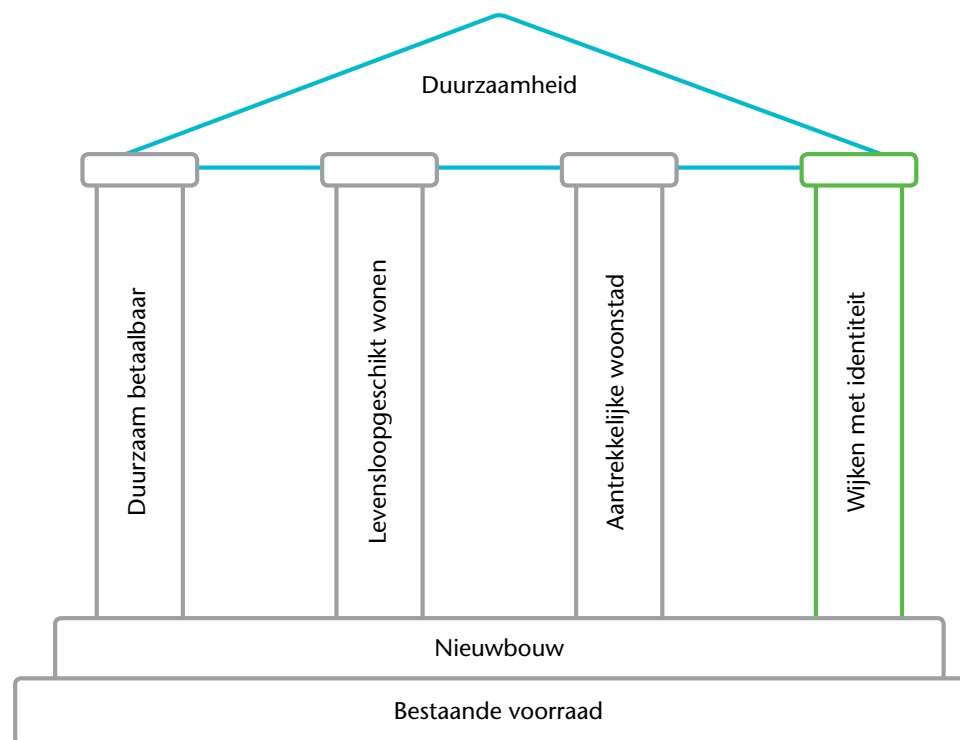 Duurzaamheid
Duurzaam betaalbaar
Levensloopgeschikt wonen
Aantrekkelijke woonstad
Wijken met identiteit
Nieuwbouw
Bestaande voorraad